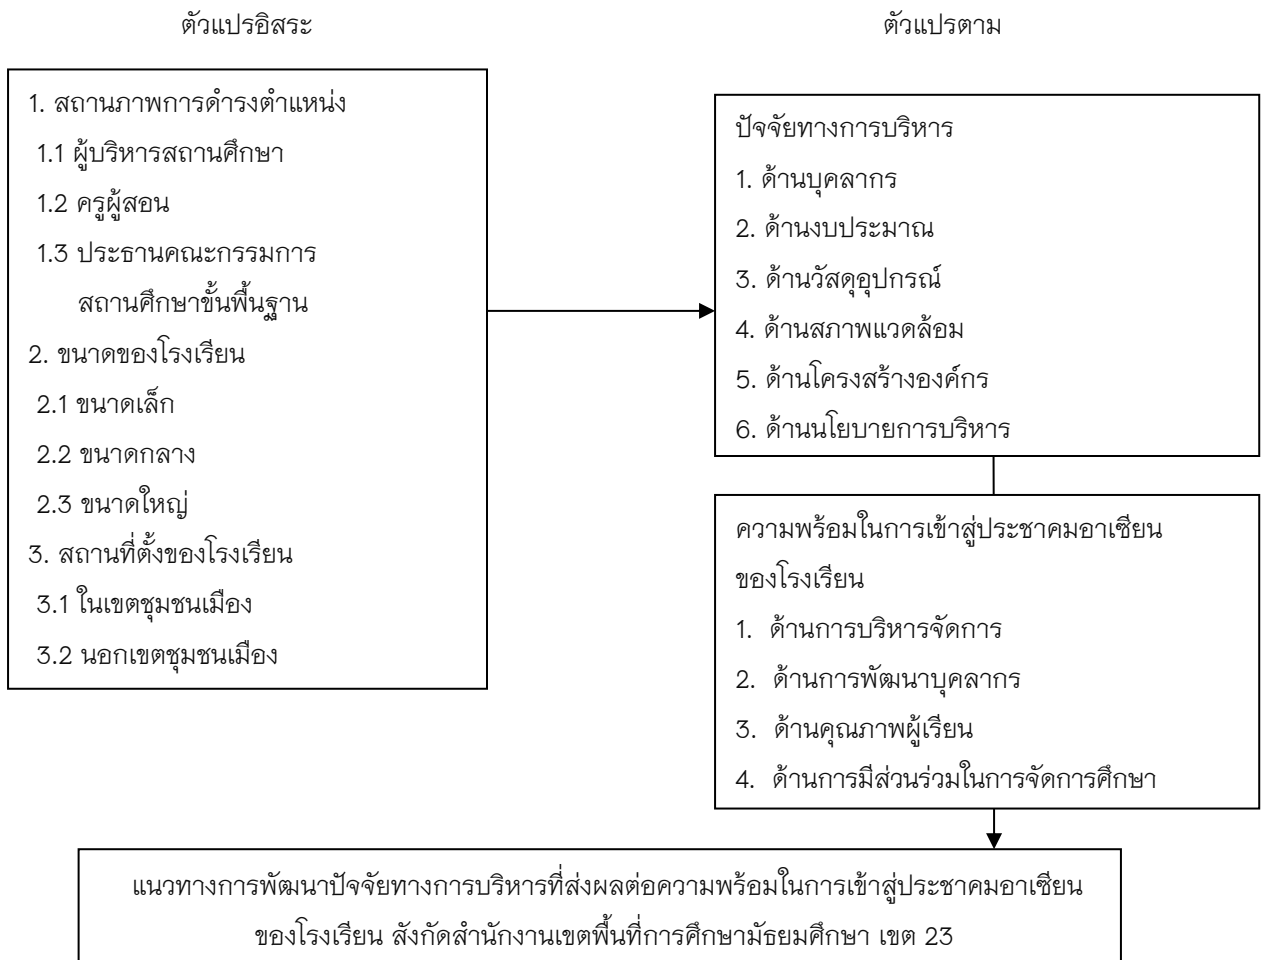 ตัวแปรอิสระ
ตัวแปรตาม
1. สถานภาพการดำรงตำแหน่ง
1.1 ผู้บริหารสถานศึกษา
1.2 ครูผู้สอน
1.3 ประธานคณะกรรมการ
สถานศึกษาขั้นพื้นฐาน
2. ขนาดของโรงเรียน
2.1 ขนาดเล็ก
2.2 ขนาดกลาง
2.3 ขนาดใหญ่
3. สถานที่ตั้งของโรงเรียน
3.1 ในเขตชุมชนเมือง
3.2 นอกเขตชุมชนเมือง
ปัจจัยทางการบริหาร
1. ด้านบุคลากร
2. ด้านงบประมาณ
3. ด้านวัสดุอุปกรณ์
4. ด้านสภาพแวดล้อม
5. ด้านโครงสร้างองค์กร
6. ด้านนโยบายการบริหาร
ความพร้อมในการเข้าสู่ประชาคมอาเซียน
ของโรงเรียน
1. ด้านการบริหารจัดการ
2. ด้านการพัฒนาบุคลากร
3. ด้านคุณภาพผู้เรียน
4. ด้านการมีส่วนร่วมในการจัดการศึกษา
แนวทางการพัฒนาปัจจัยทางการบริหารที่ส่งผลต่อความพร้อมในการเข้าสู่ประชาคมอาเซียน
ของโรงเรียน สังกัดสำนักงานเขตพื้นที่การศึกษามัธยมศึกษา เขต 23